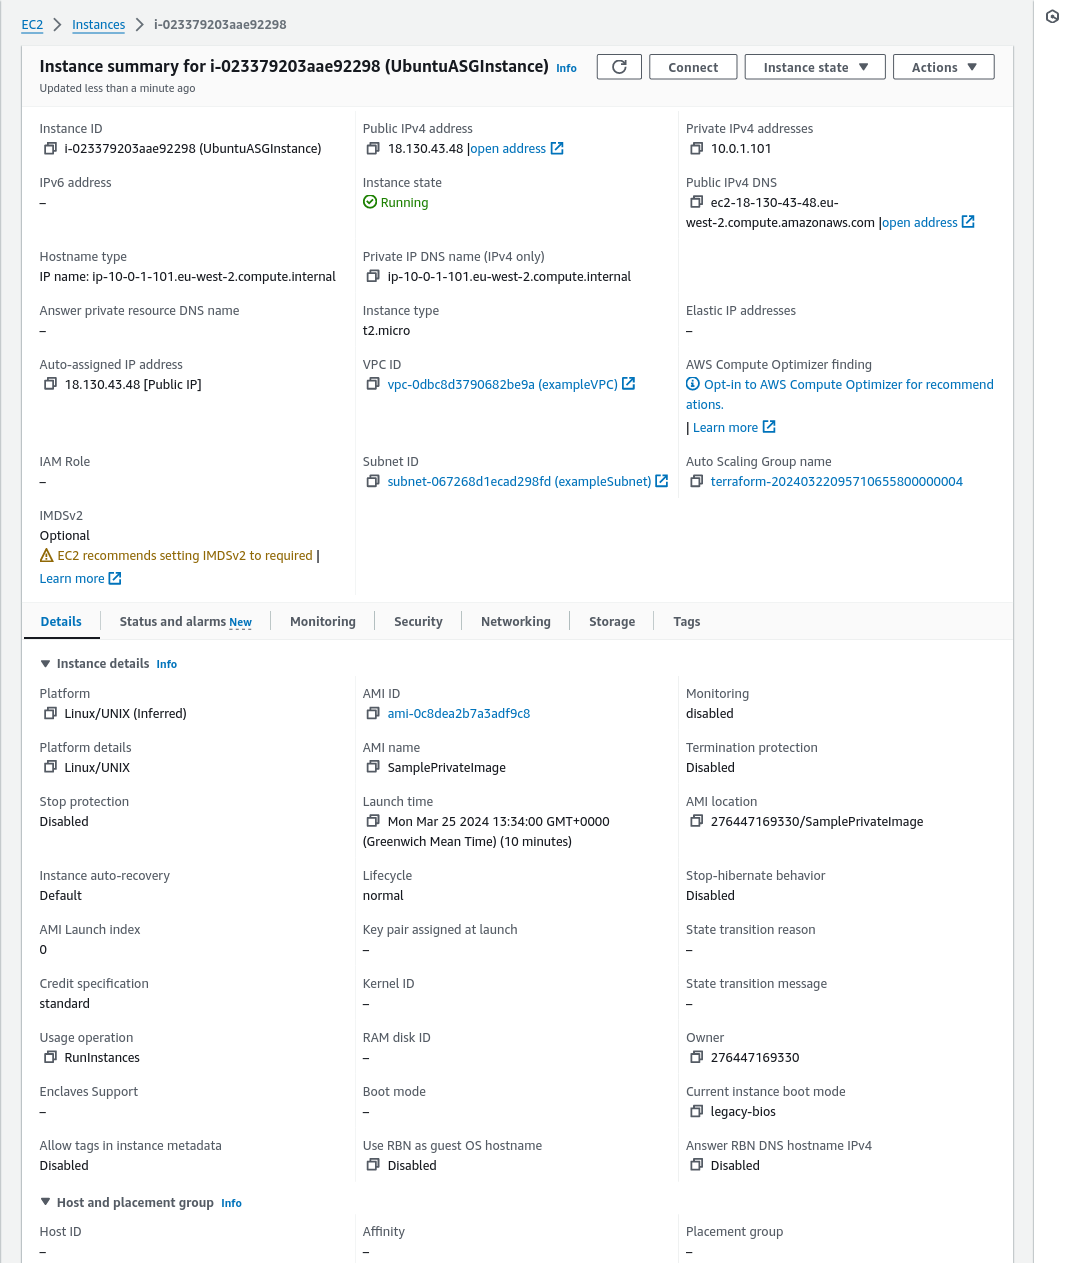 EC2 > Instances > i-023379203aae92298
Instance summary for i-023379203aae92298 (UbuntuASGInstance) Info
Connect
Instance state
Actions
Updated less than a minute ago
Instance ID
i-023379203aae92298 (UbuntuASGInstance)
Public IPv4 address
18.130.43.48 |open address
Private IPv4 addresses
10.0.1.101
IPv6 address
–
Instance state
Running
Public IPv4 DNS
ec2-18-130-43-48.eu-
west-2.compute.amazonaws.com |open address
Hostname type
IP name: ip-10-0-1-101.eu-west-2.compute.internal
Private IP DNS name (IPv4 only)
ip-10-0-1-101.eu-west-2.compute.internal
Answer private resource DNS name
–
Instance type
t2.micro
Elastic IP addresses
–
Auto-assigned IP address
18.130.43.48 [Public IP]
VPC ID
vpc-0dbc8d3790682be9a (exampleVPC)
AWS Compute Optimizer finding
Opt-in to AWS Compute Optimizer for recommend
ations.
| Learn more
IAM Role
–
Subnet ID
subnet-067268d1ecad298fd (exampleSubnet)
Auto Scaling Group name
terraform-20240322095710655800000004
IMDSv2
Optional
EC2 recommends setting IMDSv2 to required |
Learn more
Details
Status and alarms New
Monitoring
Security
Networking
Storage
Tags
Instance details Info
Platform
Linux/UNIX (Inferred)
AMI ID
ami-0c8dea2b7a3adf9c8
Monitoring
disabled
Platform details
Linux/UNIX
AMI name
SamplePrivateImage
Termination protection
Disabled
Stop protection
Disabled
Launch time
Mon Mar 25 2024 13:34:00 GMT+0000
(Greenwich Mean Time) (10 minutes)
AMI location
276447169330/SamplePrivateImage
Instance auto-recovery
Default
Lifecycle
normal
Stop-hibernate behavior
Disabled
AMI Launch index
0
Key pair assigned at launch
–
State transition reason
–
Credit specification
standard
Kernel ID
–
State transition message
–
Usage operation
RunInstances
RAM disk ID
–
Owner
276447169330
Enclaves Support
–
Boot mode
–
Current instance boot mode
legacy-bios
Allow tags in instance metadata
Disabled
Use RBN as guest OS hostname
Disabled
Answer RBN DNS hostname IPv4
Disabled
Host and placement group Info
Host ID
–
Affinity
–
Placement group
–